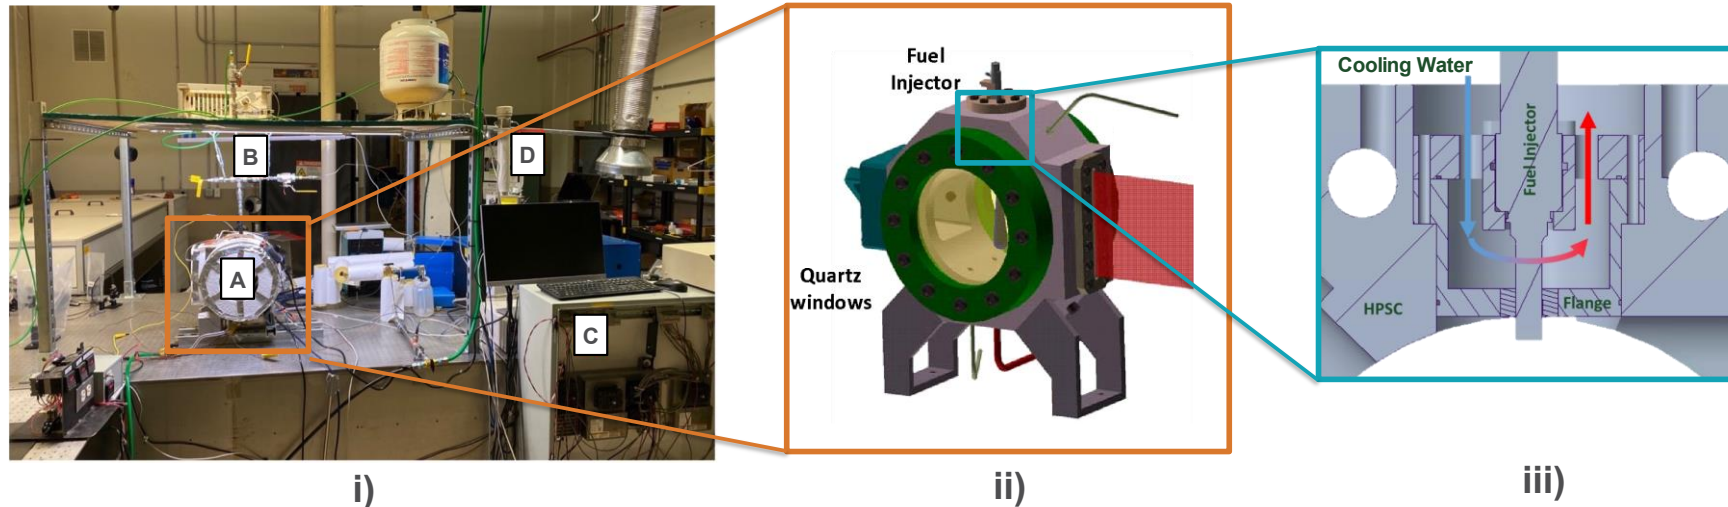 B
D
A
C
Fuel
Injector
Quartz
windows
Cooling Water
Fuel Injector
HPSC
Flange
i)
ii)
iii)